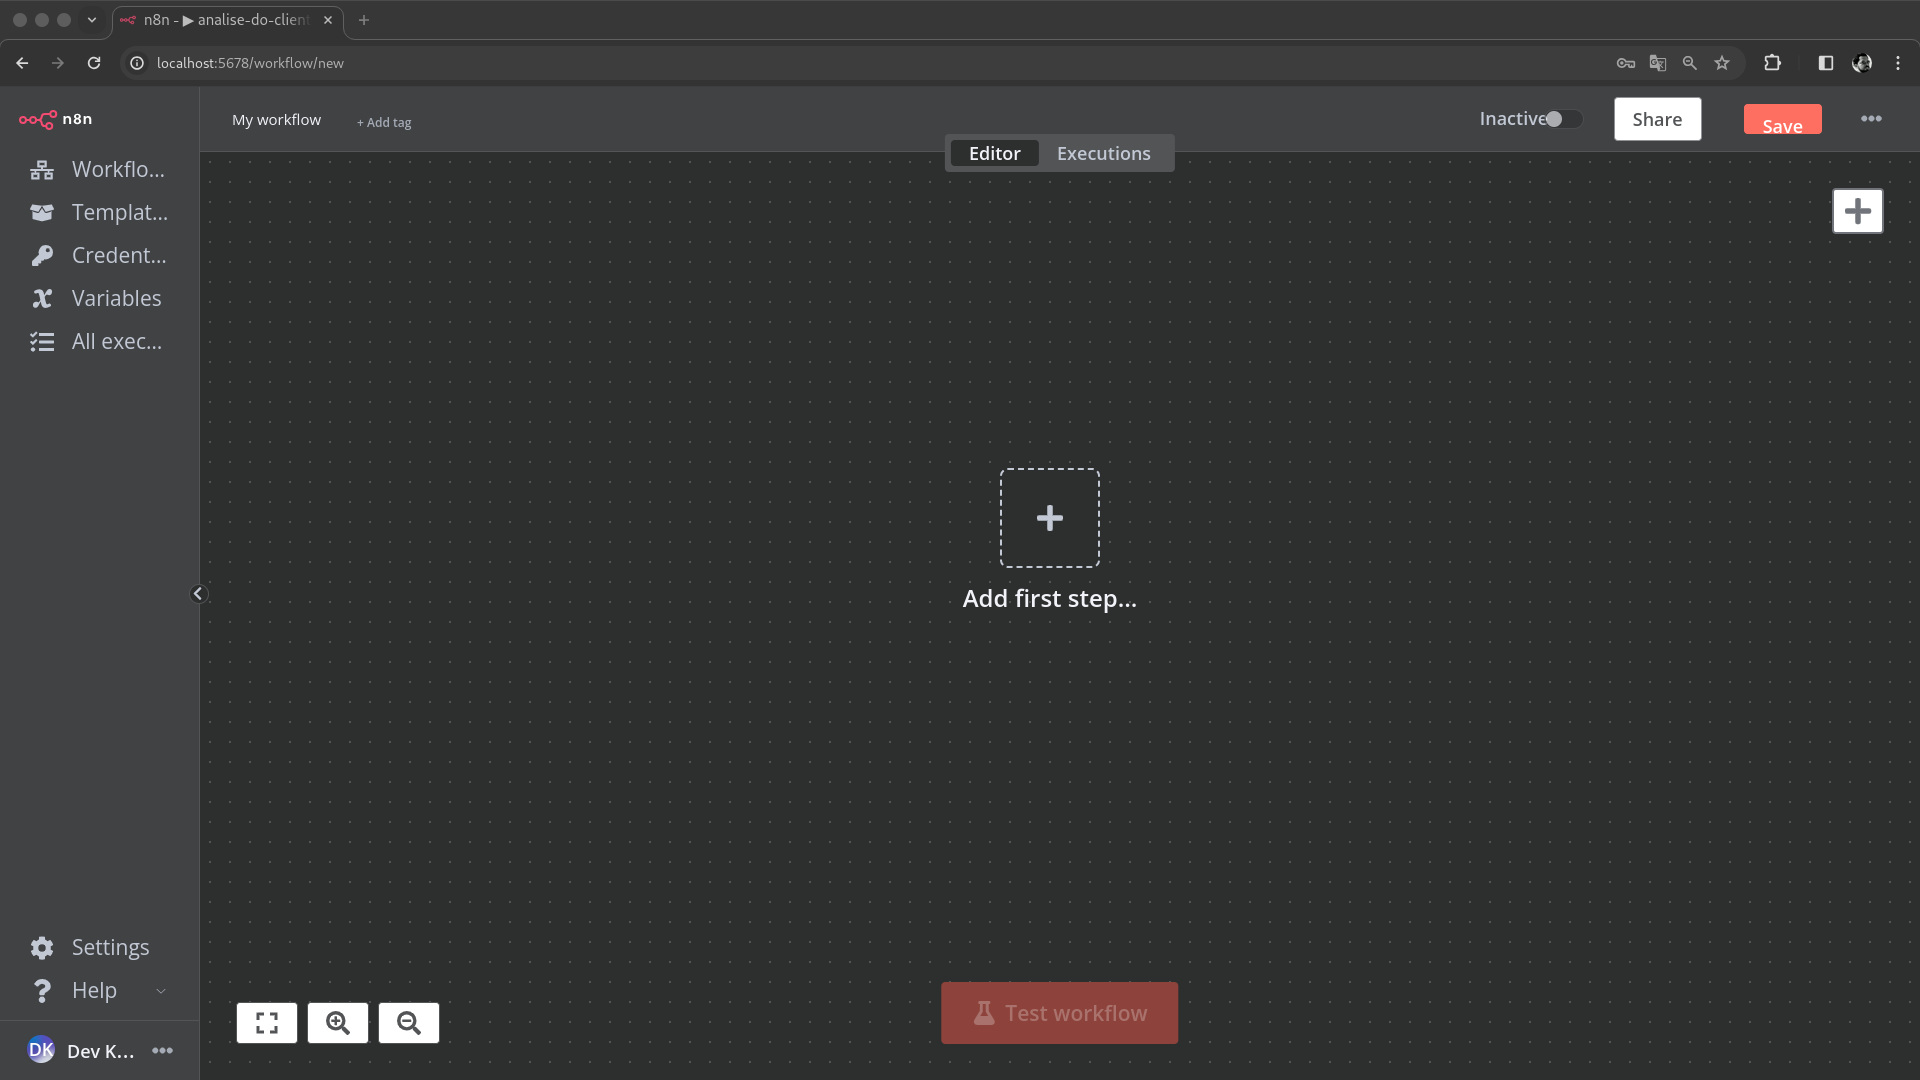 n8n - ▶ analise-do-client
localhost:5678/workflow/new
n8n
My workflow
+ Add tag
Inactive
Share
Save
Editor
Executions
Workflo...
Templat...
Credent...
Variables
All exec...
Add first step...
Settings
Help
Test workflow
DK
Dev K...